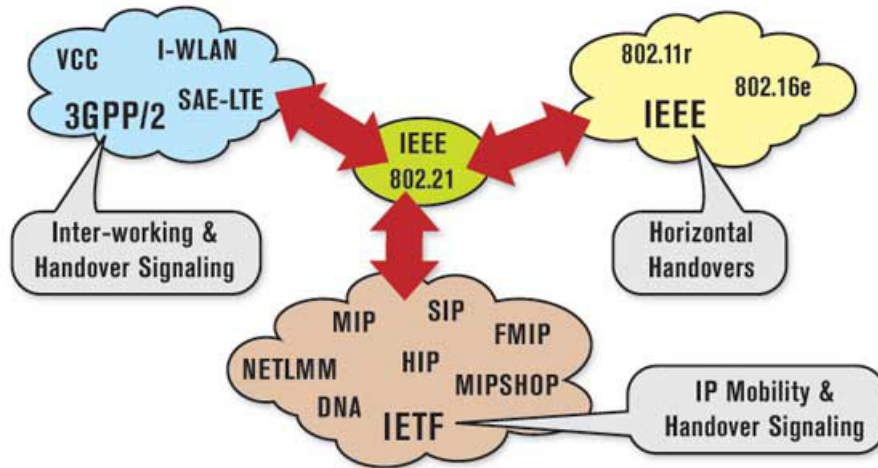 VCC
I-WLAN
3GPP/2
SAE-LTE
802.11r
802.16e
IEEE
IEEE
802.21
Inter-working &
Handover Signaling
Horizontal
Handovers
MIP
SIP
FMIP
NETLMM
HIP
MIPSHOP
DNA
IETF
IP Mobility &
Handover Signaling